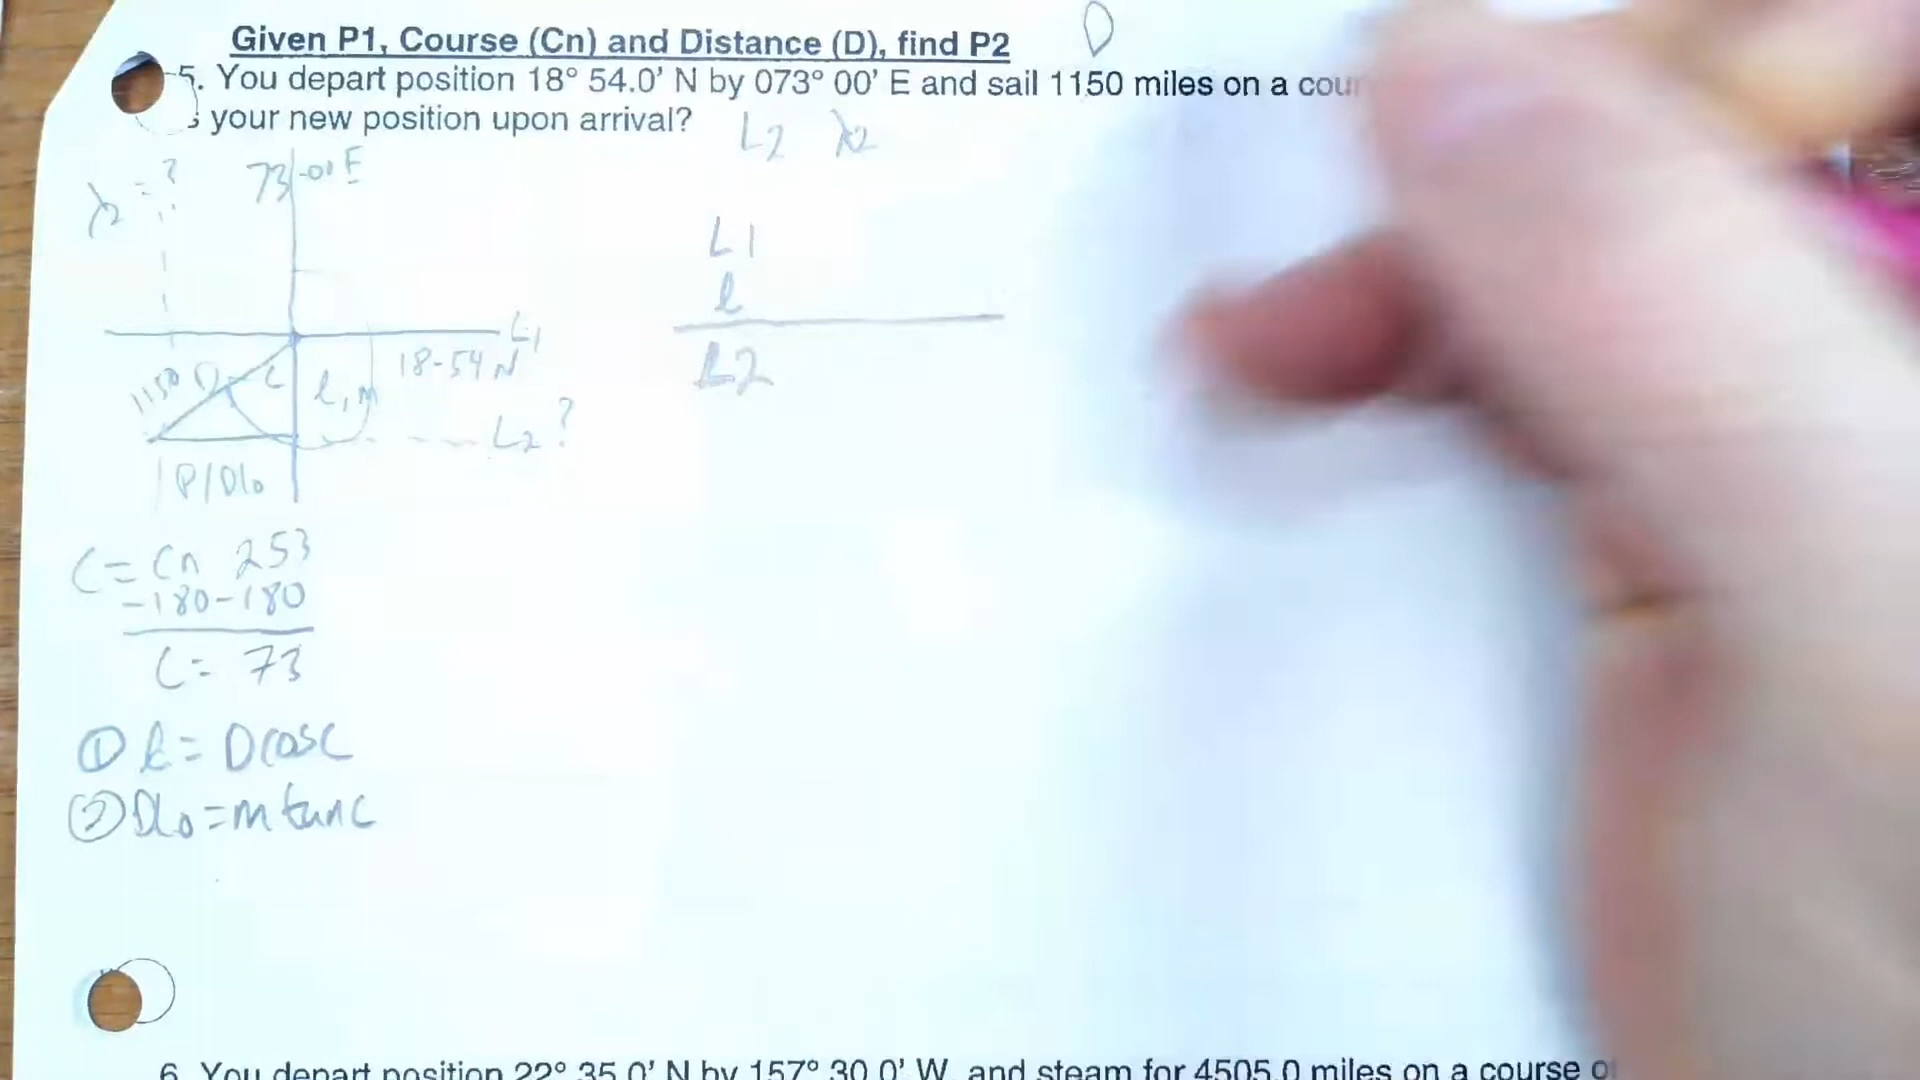 Given P1, Course (Cn) and Distance (D), find P2
5. You depart position 18° 54.0' N by 073° 00' E and sail 1150 miles on a cour
your new position upon arrival? L2 λ2
λ2 = ? 73-00 E
L1
l
L2
L1
18-54 N
1150 D C l, m
L2 ?
P/Dlo
C = Cn 253
-180 -180
C = 73
① l = D cos C
② Dlo = m tan C
6. You depart position 22° 35.0' N by 157° 30.0' W, and steam for 4505.0 miles on a course of